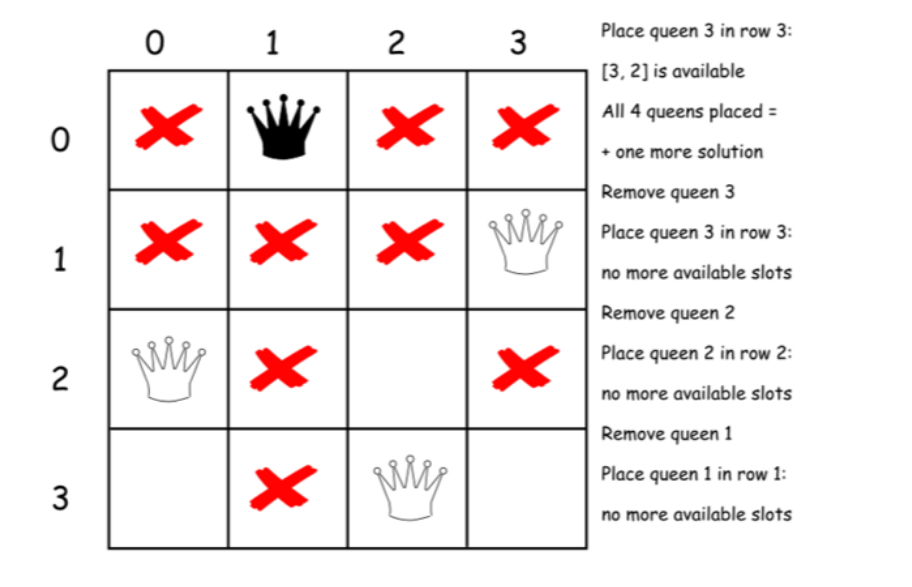 0 1 2 3
0
1
2
3
Place queen 3 in row 3:
[3, 2] is available
All 4 queens placed =
+ one more solution
Remove queen 3
Place queen 3 in row 3:
no more available slots
Remove queen 2
Place queen 2 in row 2:
no more available slots
Remove queen 1
Place queen 1 in row 1:
no more available slots